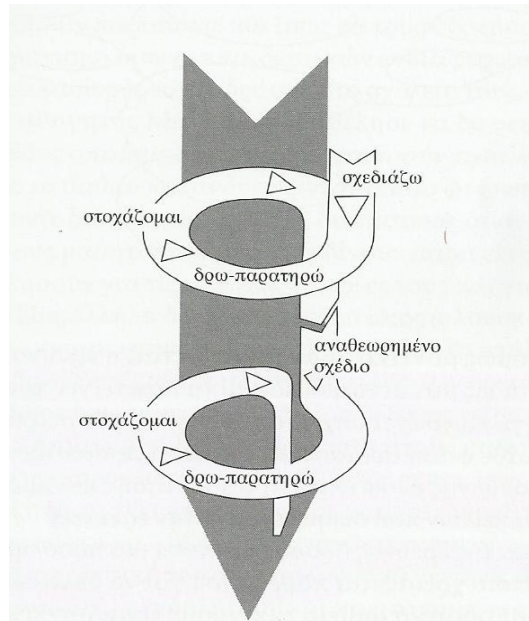 σχεδιάζω
στοχάζομαι
δρω-παρατηρώ
αναθεωρημένο
σχέδιο
στοχάζομαι
δρω-παρατηρώ